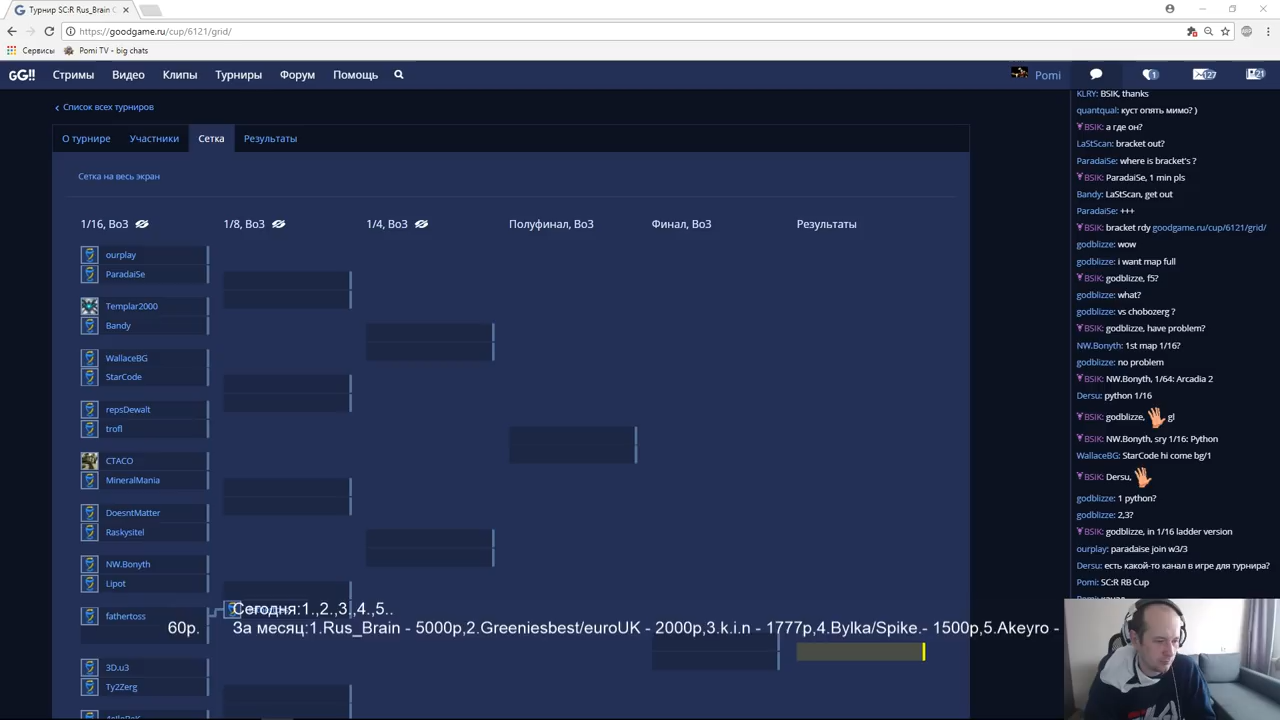 Турнир SC:R Rus_Brain C
https://goodgame.ru/cup/6121/grid/
Сервисы
Pomi TV - big chats
GG!!
Стримы
Видео
Клипы
Турниры
Форум
Помощь
Pomi
1
127
21
Список всех турниров
О турнире
Участники
Сетка
Результаты
Сетка на весь экран
1/16, Bo3
1/8, Bo3
1/4, Bo3
Полуфинал, Bo3
Финал, Bo3
Результаты
ourplay
ParadaiSe
Templar2000
Bandy
WallaceBG
StarCode
repsDewalt
trofl
CTACO
MineralMania
DoesntMatter
Raskysitel
NW.Bonyth
Lipot
fathertoss
3D.u3
Ty2Zerg
Сегодня:1.,2.,3.,4.,5..
60р.
За месяц:1.Rus_Brain - 5000р,2.Greeniesbest/euroUK - 2000р,3.k.i.n - 1777р,4.Bylka/Spike.- 1500р,5.Akeyro -
KLRY: BSIK, thanks
quantqual: куст опять мимо? )
BSIK: а где он?
LaStScan: bracket out?
ParadaiSe: where is bracket's ?
BSIK: ParadaiSe, 1 min pls
Bandy: LaStScan, get out
ParadaiSe: +++
BSIK: bracket rdy goodgame.ru/cup/6121/grid/
godblizze: wow
godblizze: i want map full
BSIK: godblizze, f5?
godblizze: what?
godblizze: vs chobozerg ?
BSIK: godblizze, have problem?
NW.Bonyth: 1st map 1/16?
godblizze: no problem
BSIK: NW.Bonyth, 1/64: Arcadia 2
Dersu: python 1/16
BSIK: godblizze, gl
BSIK: NW.Bonyth, sry 1/16: Python
WallaceBG: StarCode hi come bg/1
BSIK: Dersu,
godblizze: 1 python?
godblizze: 2,3?
BSIK: godblizze, in 1/16 ladder version
ourplay: paradaise join w3/3
Dersu: есть какой-то канал в игре для турнира?
Pomi: SC:R RB Cup